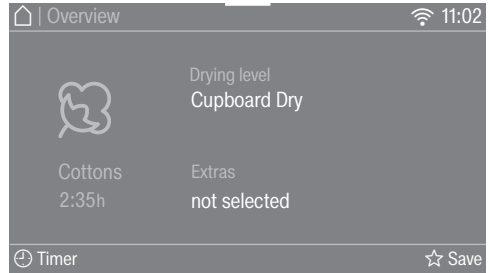 | Overview
11:02
Drying level
Cupboard Dry
Cottons
2:35h
Extras
not selected
Timer
Save